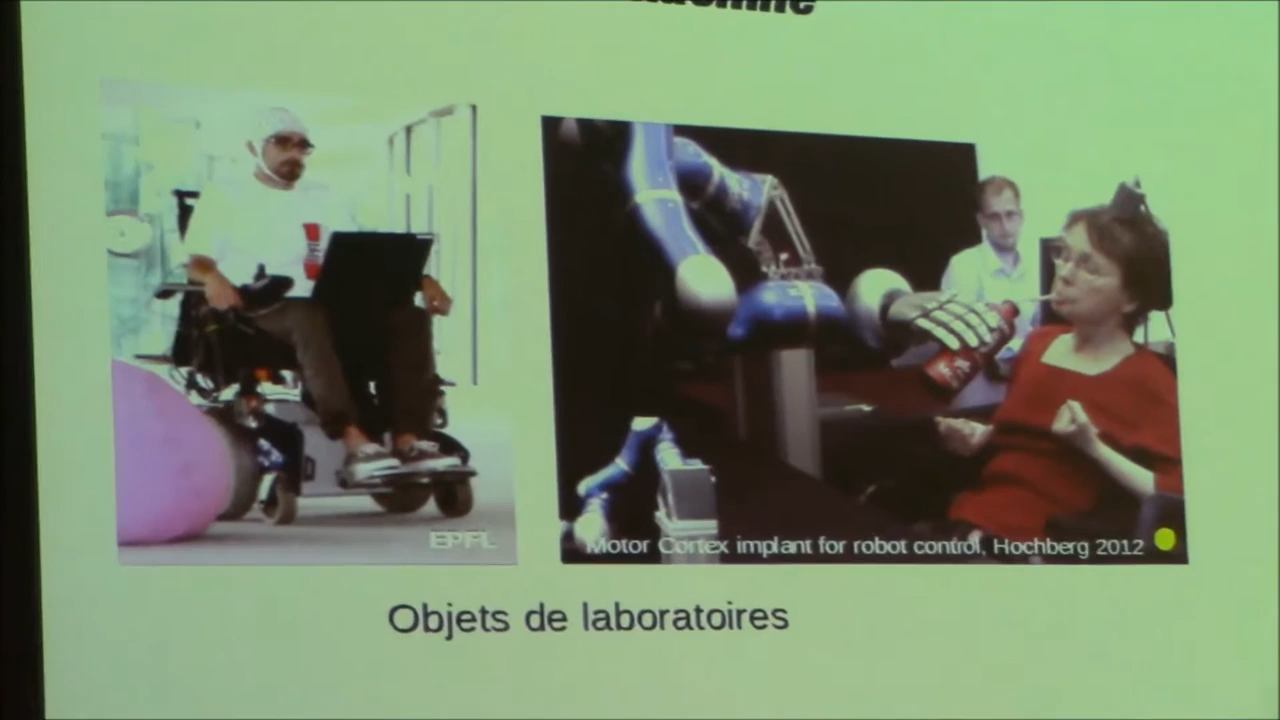 EPFL
Motor Cortex implant for robot control, Hochberg 2012
Objets de laboratoires